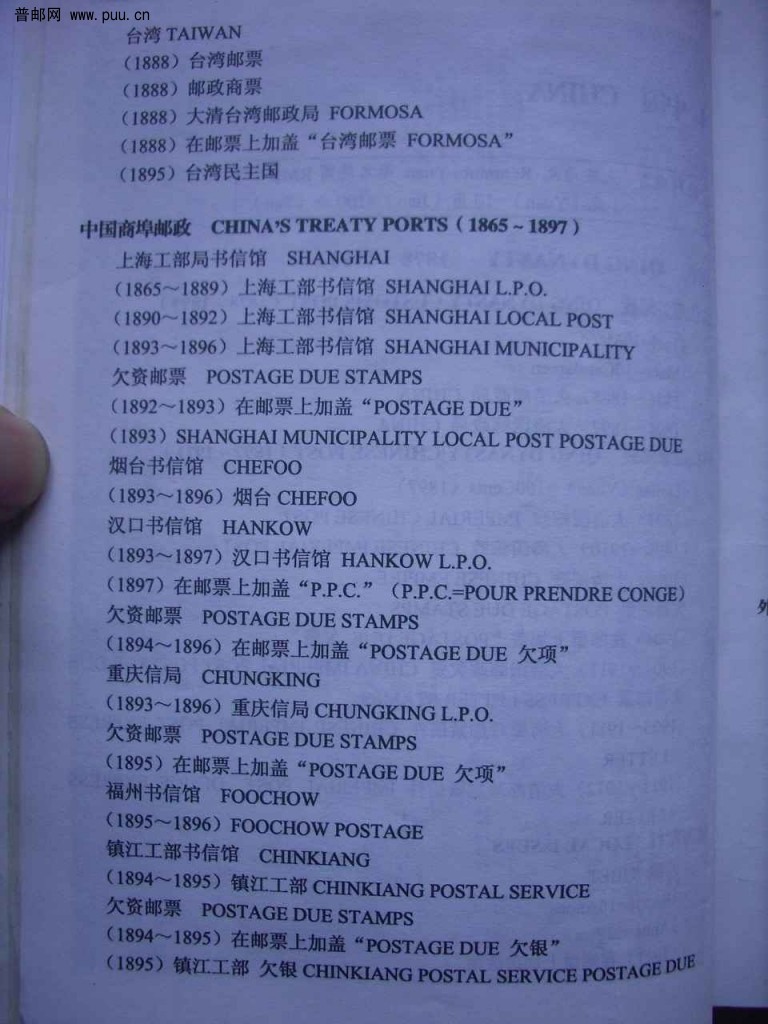 普邮网 www.puu.cn
台湾 TAIWAN
(1888) 台湾邮票
(1888) 邮政商票
(1888) 大清台湾邮政局 FORMOSA
(1888) 在邮票上加盖“台湾邮票 FORMOSA”
(1895) 台湾民主国
中国商埠邮政 CHINA'S TREATY PORTS (1865～1897)
上海工部局书信馆 SHANGHAI
(1865～1889) 上海工部书信馆 SHANGHAI L.P.O.
(1890～1892) 上海工部书信馆 SHANGHAI LOCAL POST
(1893～1896) 上海工部书信馆 SHANGHAI MUNICIPALITY
欠资邮票 POSTAGE DUE STAMPS
(1892～1893) 在邮票上加盖“POSTAGE DUE”
(1893) SHANGHAI MUNICIPALITY LOCAL POST POSTAGE DUE
烟台书信馆 CHEFOO
(1893～1896) 烟台 CHEFOO
汉口书信馆 HANKOW
(1893～1897) 汉口书信馆 HANKOW L.P.O.
(1897) 在邮票上加盖“P.P.C.” (P.P.C.=POUR PRENDRE CONGE)
欠资邮票 POSTAGE DUE STAMPS
(1894～1896) 在邮票上加盖“POSTAGE DUE 欠项”
重庆信局 CHUNGKING
(1893～1896) 重庆信局 CHUNGKING L.P.O.
欠资邮票 POSTAGE DUE STAMPS
(1895) 在邮票上加盖“POSTAGE DUE 欠项”
福州书信馆 FOOCHOW
(1895～1896) FOOCHOW POSTAGE
镇江工部书信馆 CHINKIANG
(1894～1895) 镇江工部 CHINKIANG POSTAL SERVICE
欠资邮票 POSTAGE DUE STAMPS
(1894～1895) 在邮票上加盖“POSTAGE DUE 欠银”
(1895) 镇江工部 欠银 CHINKIANG POSTAL SERVICE POSTAGE DUE
外